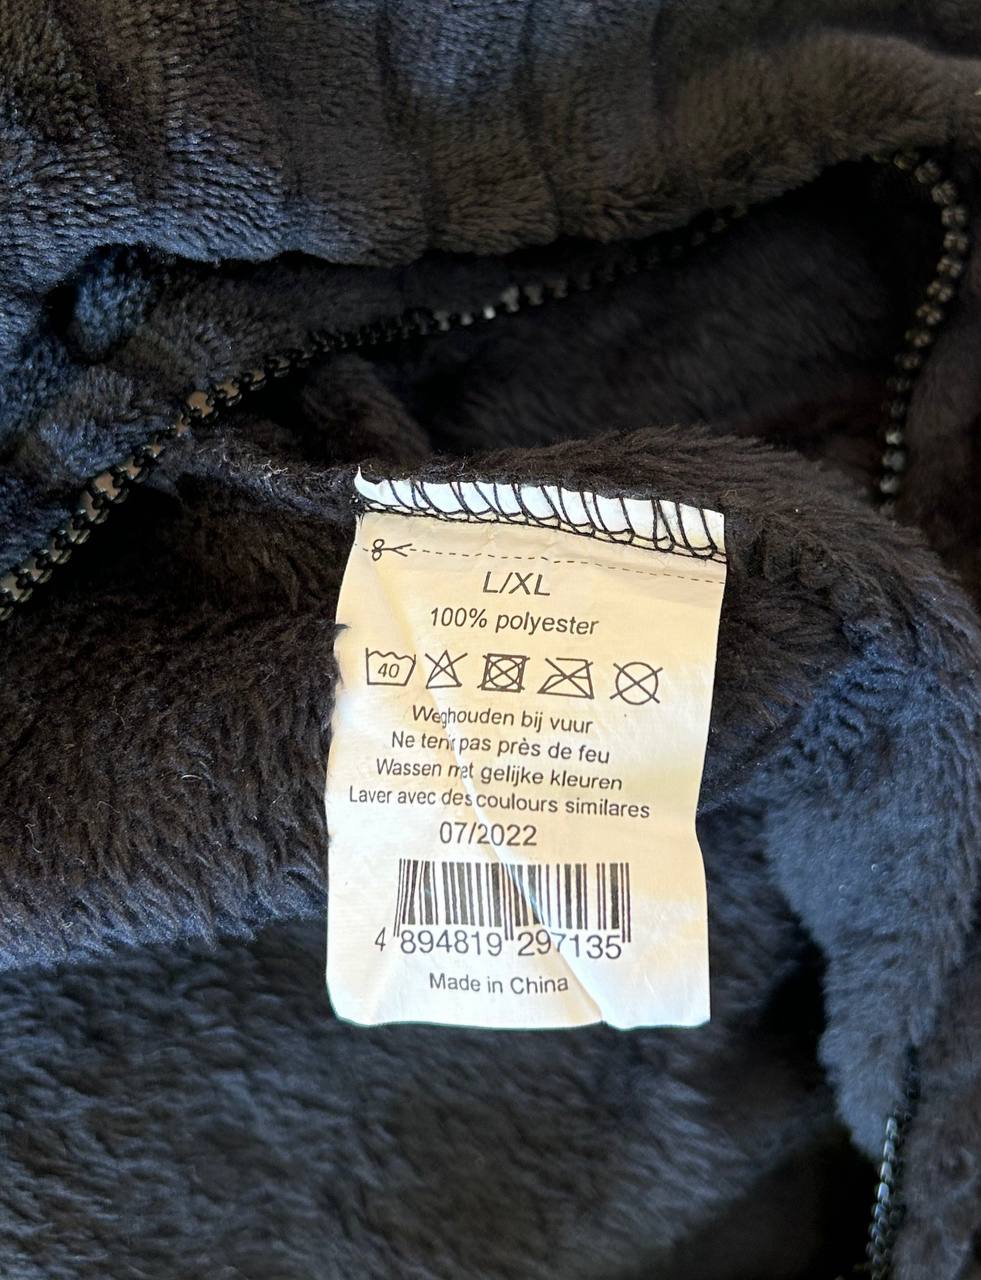 L/XL
100% polyester
40
Weghouden bij vuur
Ne tenir pas près de feu
Wassen met gelijke kleuren
Laver avec des coulours similares
07/2022
4 894819 297135
Made in China